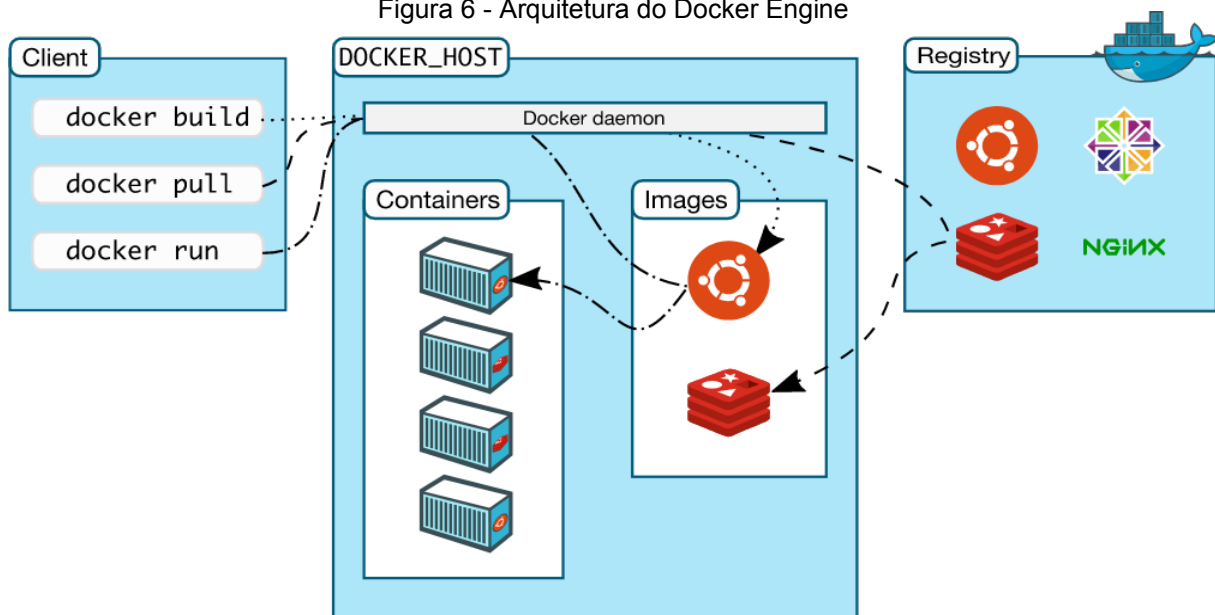 Figura 6 - Arquitetura do Docker Engine
Client
docker build
docker pull
docker run
DOCKER_HOST
Docker daemon
Containers
Images
Registry
NGINX